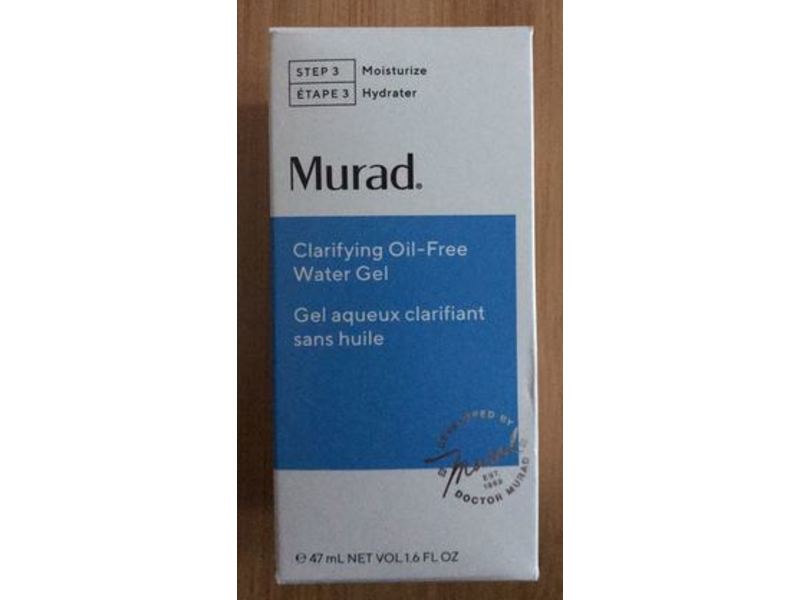 STEP 3 Moisturize
ÉTAPE 3 Hydrater
Murad®
Clarifying Oil-Free
Water Gel
Gel aqueux clarifiant
sans huile
DEVELOPED BY
Murad
EST.
1989
DOCTOR MURAD
℮ 47 mL NET VOL 1.6 FL OZ